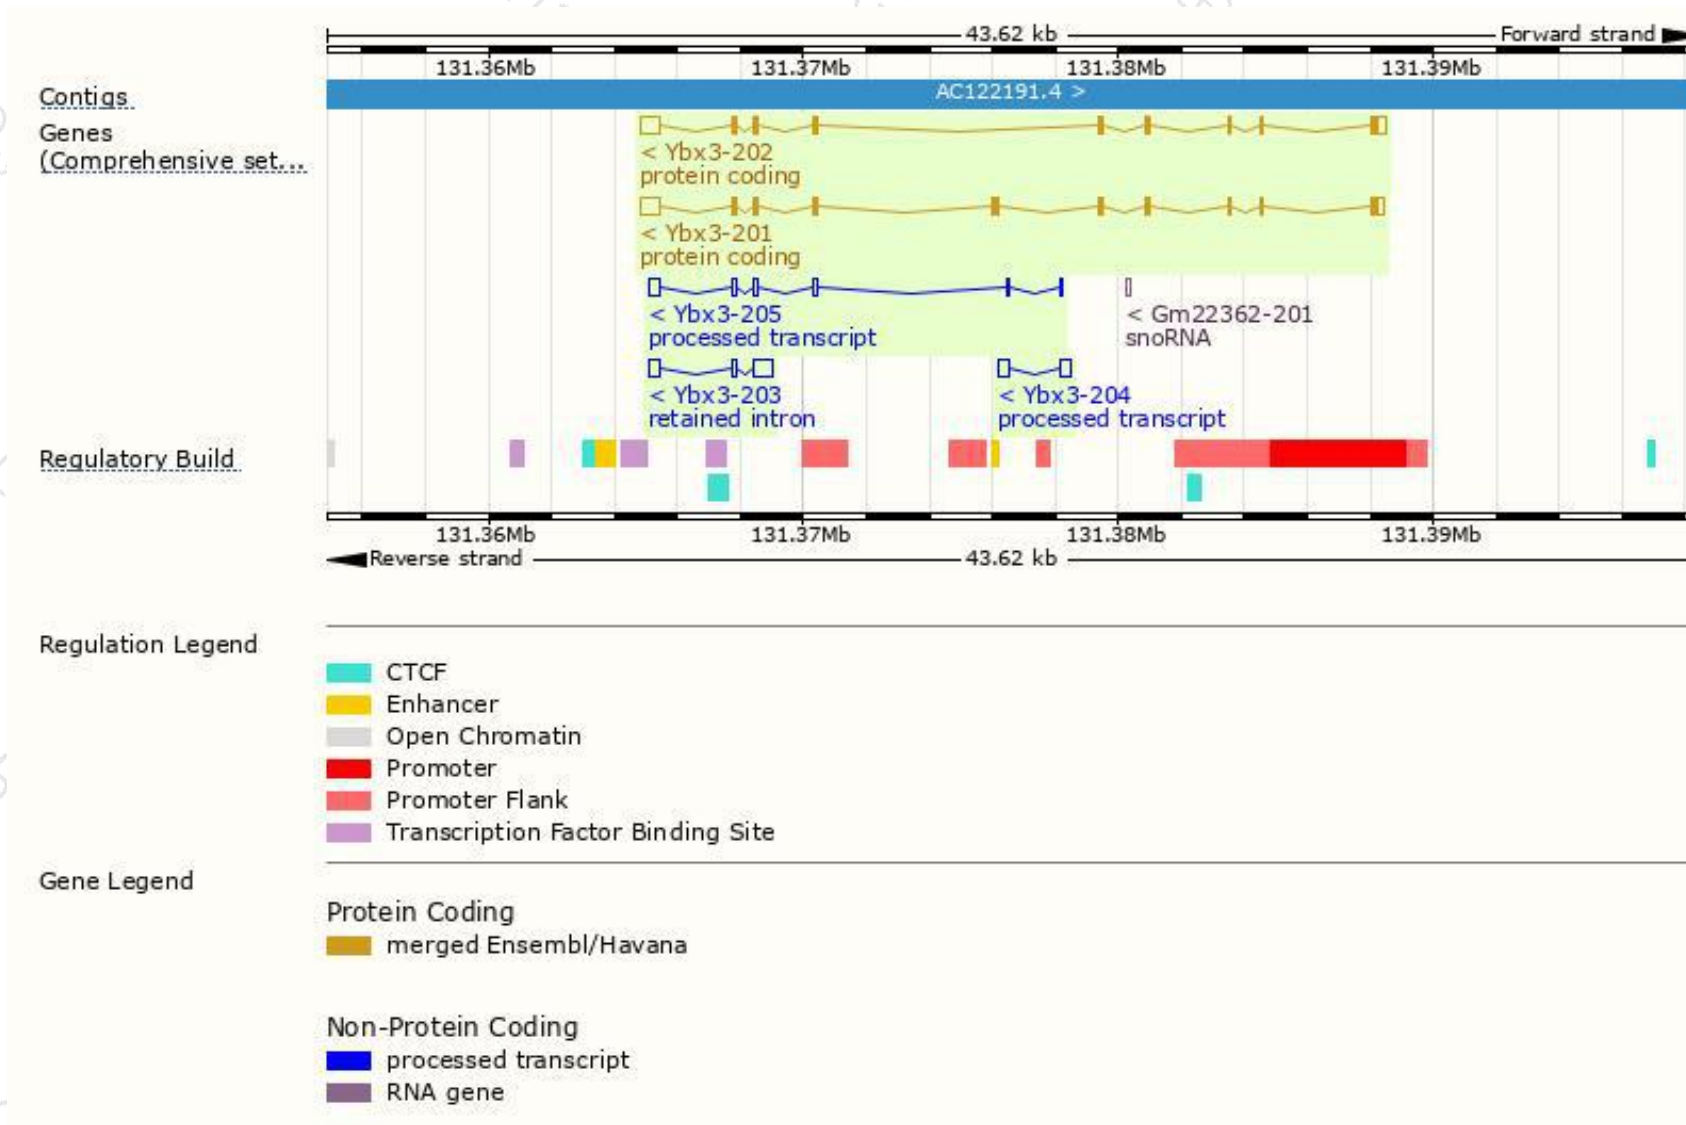 43.62 kb Forward strand
131.36Mb 131.37Mb 131.38Mb 131.39Mb
Contigs AC122191.4 >
Genes
(Comprehensive set...
< Ybx3-202
protein coding
< Ybx3-201
protein coding
< Ybx3-205 < Gm22362-201
processed transcript snoRNA
< Ybx3-203 < Ybx3-204
retained intron processed transcript
Regulatory Build
131.36Mb 131.37Mb 131.38Mb 131.39Mb
Reverse strand 43.62 kb
Regulation Legend
CTCF
Enhancer
Open Chromatin
Promoter
Promoter Flank
Transcription Factor Binding Site
Gene Legend
Protein Coding
merged Ensembl/Havana
Non-Protein Coding
processed transcript
RNA gene